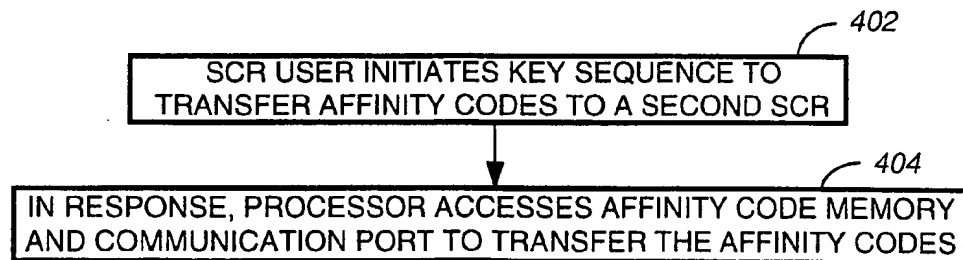 402
SCR USER INITIATES KEY SEQUENCE TO
TRANSFER AFFINITY CODES TO A SECOND SCR
404
IN RESPONSE, PROCESSOR ACCESSES AFFINITY CODE MEMORY
AND COMMUNICATION PORT TO TRANSFER THE AFFINITY CODES